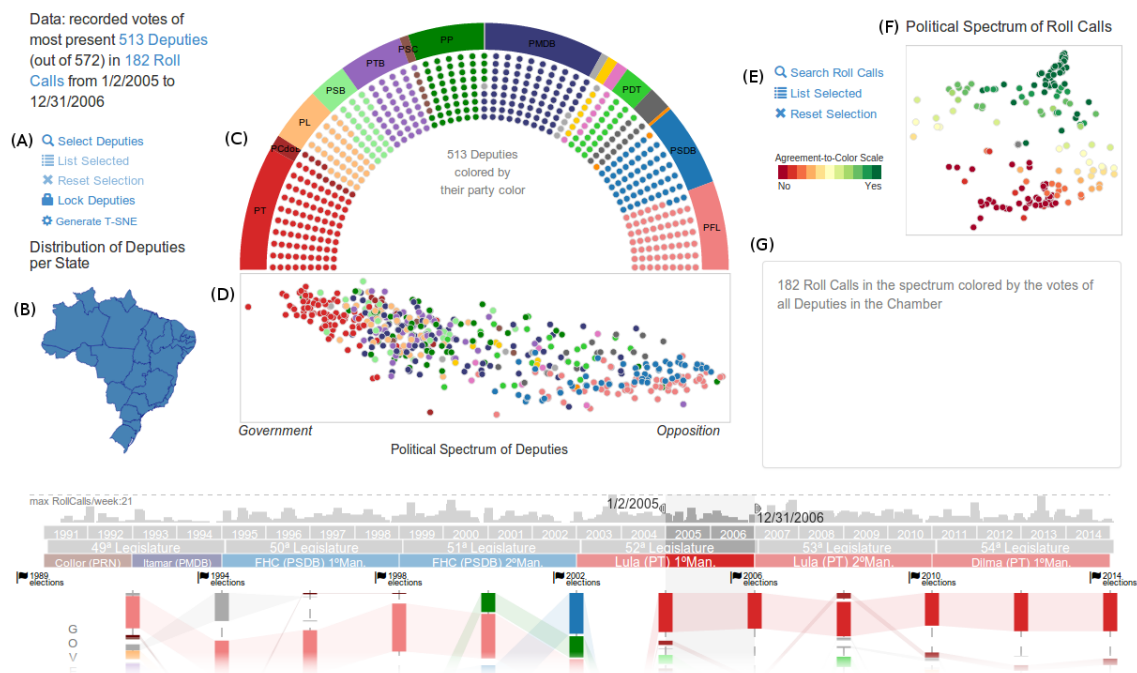 Data: recorded votes of
most present 513 Deputies
(out of 572) in 182 Roll
Calls from 1/2/2005 to
12/31/2006
(A)
Select Deputies
List Selected
Reset Selection
Lock Deputies
Generate T-SNE
Distribution of Deputies
per State
(B)
(C)
PT
PCdoB
PL
PSB
PTB
PSC
PP
PMDB
PDT
PSDB
PFL
513 Deputies
colored by
their party color
(D)
Government
Opposition
Political Spectrum of Deputies
(E)
Search Roll Calls
List Selected
Reset Selection
Agreement-to-Color Scale
No Yes
(F) Political Spectrum of Roll Calls
(G)
182 Roll Calls in the spectrum colored by the votes of
all Deputies in the Chamber
max RollCalls/week:21
1/2/2005
12/31/2006
1991 1992 1993 1994 1995 1996 1997 1998 1999 2000 2001 2002 2003 2004 2005 2006 2007 2008 2009 2010 2011 2012 2013 2014
49ª Legislature 50ª Legislature 51ª Legislature 52ª Legislature 53ª Legislature 54ª Legislature
Collor (PRN) Itamar (PMDB) FHC (PSDB) 1ºMan. FHC (PSDB) 2ºMan. Lula (PT) 1ºMan. Lula (PT) 2ºMan. Dilma (PT) 1ºMan.
1989 1994 1998 2002 2006 2010 2014
elections elections elections elections elections elections elections
G
O
V
E